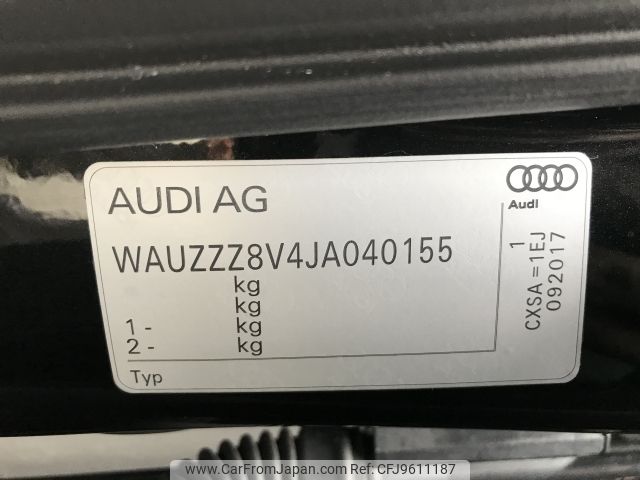 AUDI AG
Audi
WAUZZZ8V4JA040155
kg
kg
1 - kg
2 - kg
Typ
1
CXSA = 1EJ
092017
www.CarFromJapan.com ID:CFJ9611187